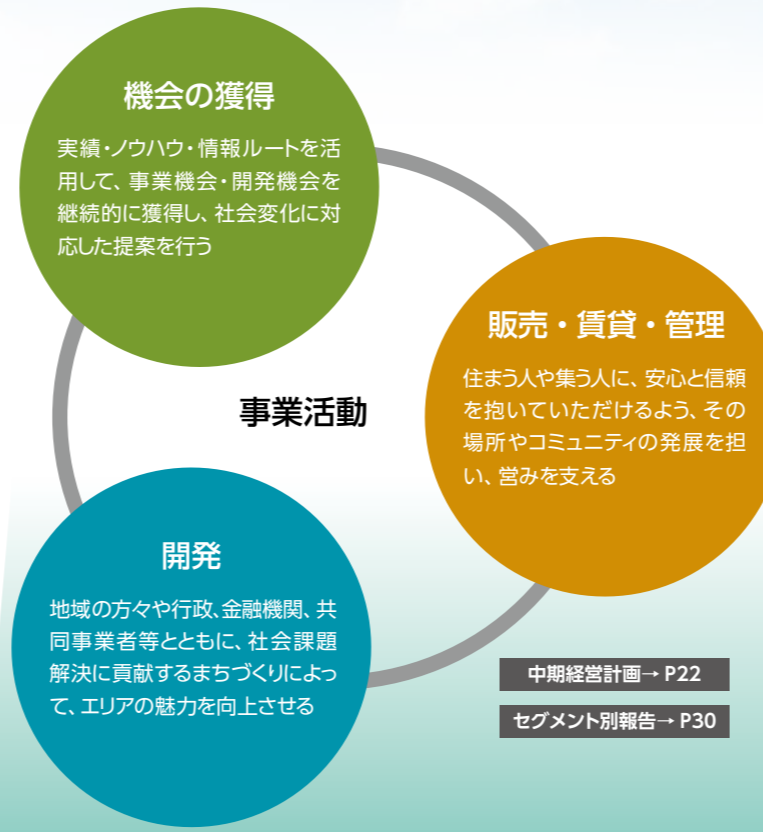 機会の獲得
実績・ノウハウ・情報ルートを活
用して、事業機会・開発機会を
継続的に獲得し、社会変化に対
応した提案を行う
販売・賃貸・管理
住まう人や集う人に、安心と信頼
を抱いていただけるよう、その
場所やコミュニティの発展を担
い、営みを支える
事業活動
開発
地域の方々や行政、金融機関、共
同事業者等とともに、社会課題
解決に貢献するまちづくりによっ
て、エリアの魅力を向上させる
中期経営計画→ P22
セグメント別報告→ P30